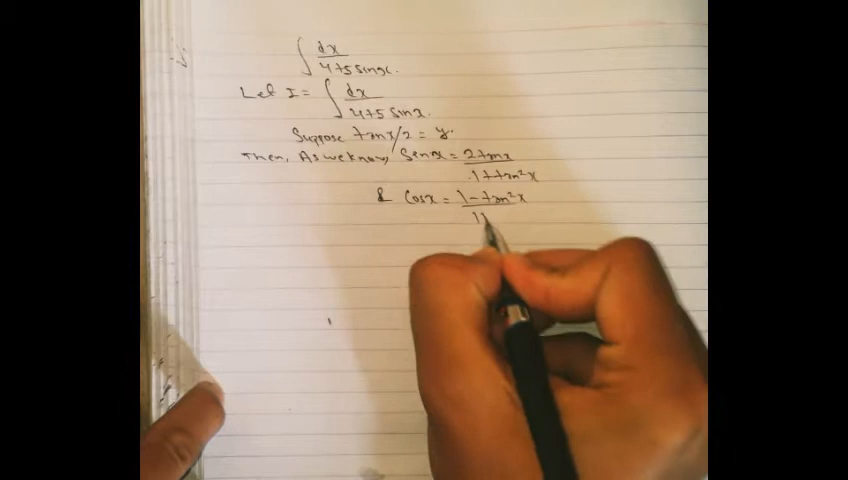 ∫ dx / 4+5 sinx.
Let I = ∫ dx / 4+5 sinx.
Suppose tanx/2 = y.
Then, As we know, Sinx = 2tanx / 1+tan²x
& Cosx = 1-tan²x / 1